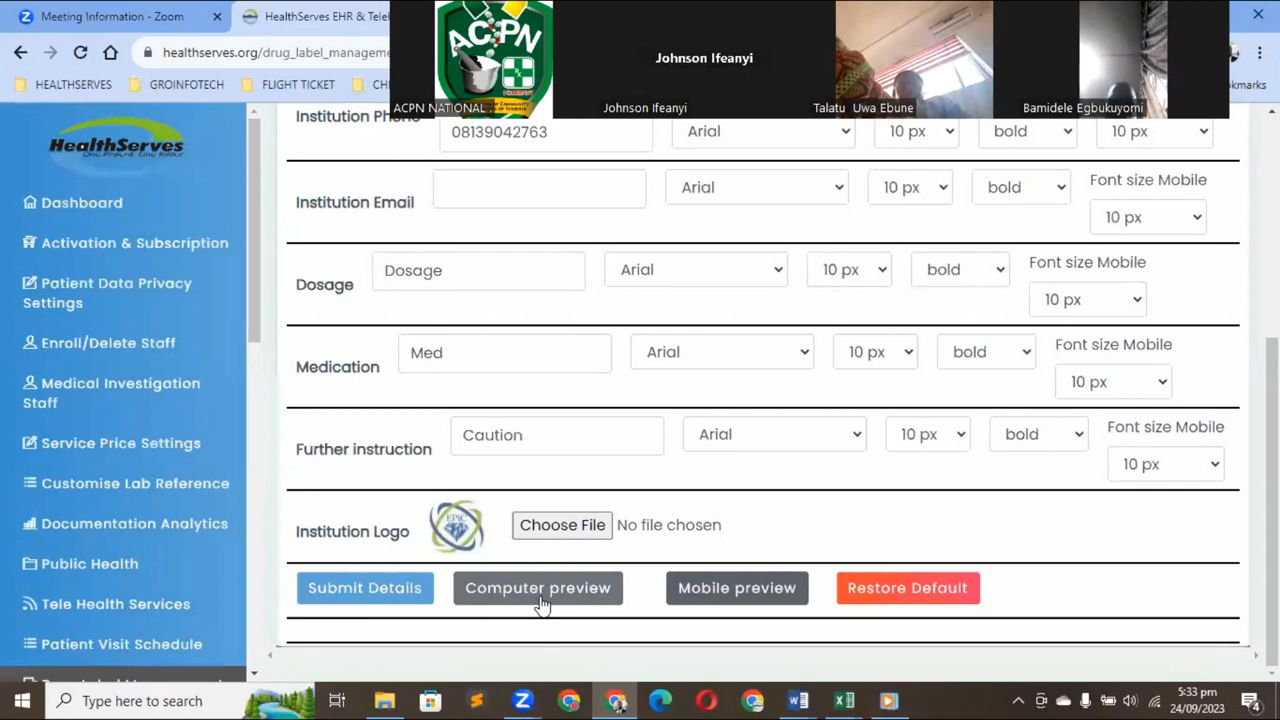 Meeting Information - Zoom
HealthServes EHR & Tele
healthserves.org/drug_label_manageme
HEALTHSERVES
GROINFOTECH
FLIGHT TICKET
CHE
okmarks
ACPN
ACPN NATIONAL
Johnson Ifeanyi
Johnson Ifeanyi
Talatu Uwa Ebune
Bamidele Egbukuyomi
HealthServes
Dashboard
Activation & Subscription
Patient Data Privacy
Settings
Enroll/Delete Staff
Medical Investigation
Staff
Service Price Settings
Customise Lab Reference
Documentation Analytics
Public Health
Tele Health Services
Patient Visit Schedule
Institution Phone 08139042763 Arial 10 px bold 10 px
Font size Mobile
Institution Email Arial 10 px bold 10 px
Font size Mobile
Dosage Dosage Arial 10 px bold 10 px
Font size Mobile
Medication Med Arial 10 px bold 10 px
Font size Mobile
Further instruction Caution Arial 10 px bold 10 px
Institution Logo EPIC Choose File No file chosen
Submit Details Computer preview Mobile preview Restore Default
Type here to search
5:33 pm
24/09/2023
4